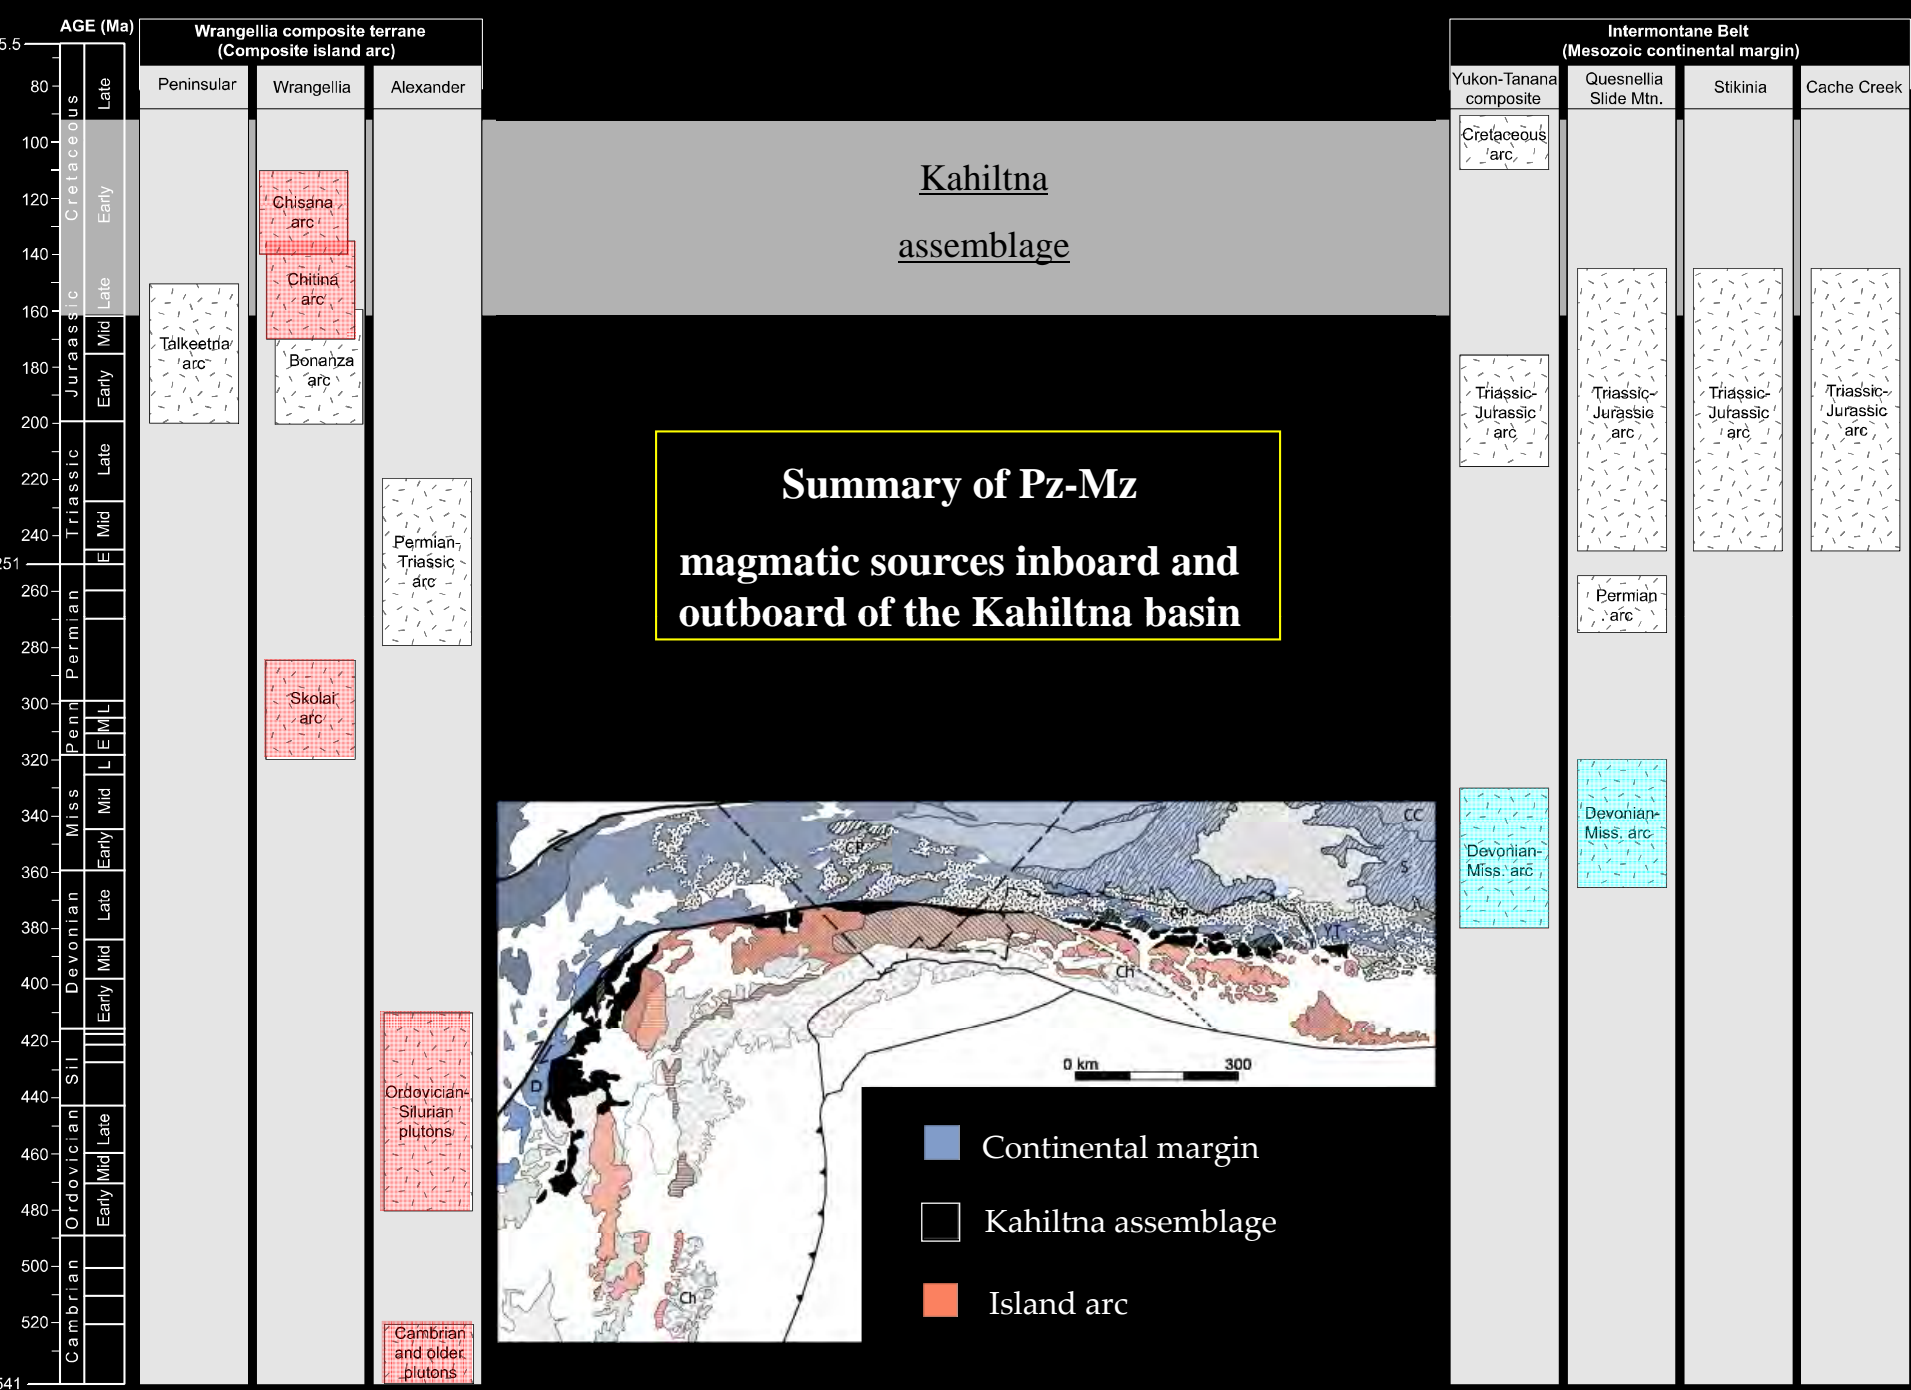 AGE (Ma)
Wrangellia composite terrane
(Composite island arc)
Peninsular
Wrangellia
Alexander
Intermontane Belt
(Mesozoic continental margin)
Yukon-Tanana
composite
Quesnellia
Slide Mtn.
Stikinia
Cache Creek
5.5
80
100
120
140
160
180
200
220
240
251
260
280
300
320
340
360
380
400
420
440
460
480
500
520
541
Cretaceous
Late
Early
Jurassic
Late
Mid
Early
Triassic
Late
Mid
E
Permian
Penn
L
M
E
Miss
L
Mid
Early
Devonian
Late
Mid
Early
Sil
Ordovician
Late
Mid
Early
Cambrian
Talkeetna
arc
Chisana
arc
Chitina
arc
Bonanza
arc
Skolai
arc
Permian-
Triassic
arc
Ordovician-
Silurian
plutons
Cambrian
and older
plutons
Kahiltna
assemblage
Summary of Pz-Mz
magmatic sources inboard and
outboard of the Kahiltna basin
Cretaceous
arc
Triassic-
Jurassic
arc
Devonian-
Miss. arc
Triassic-
Jurassic
arc
Permian
arc
Devonian-
Miss. arc
Triassic-
Jurassic
arc
Triassic-
Jurassic
arc
CC
S
YT
Ch
D
Ch
0 km 300
Continental margin
Kahiltna assemblage
Island arc